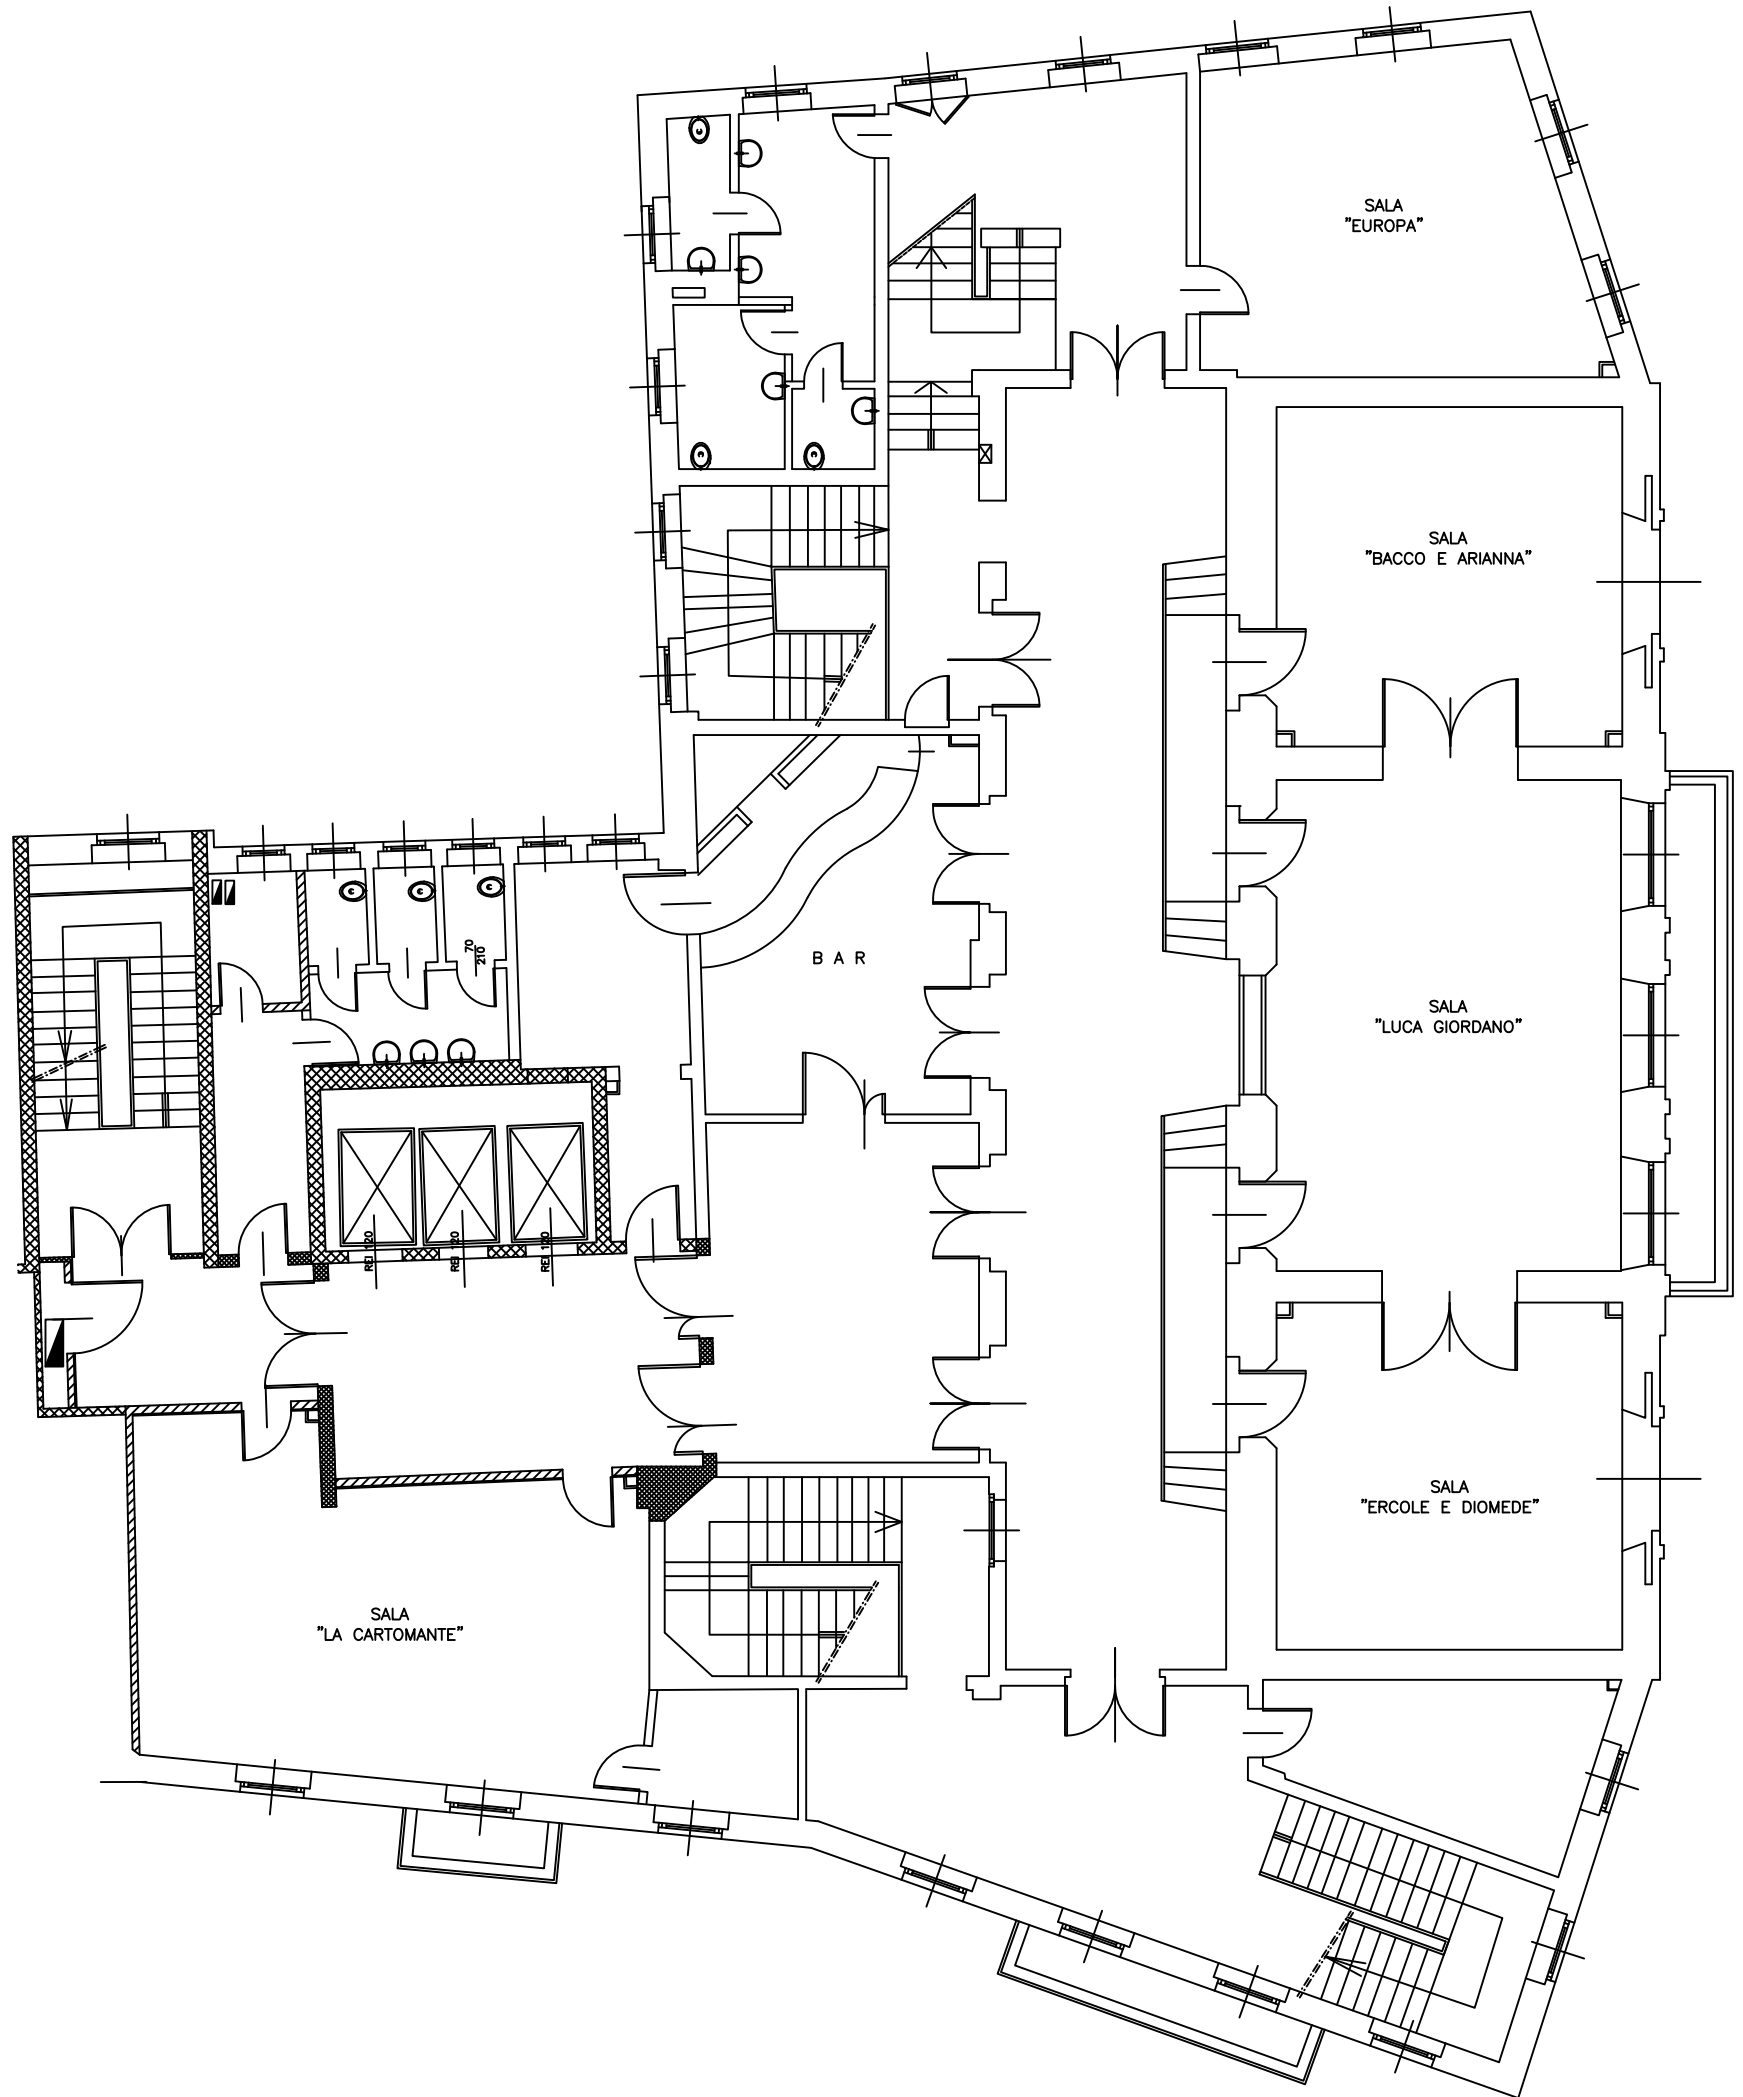 SALA
"EUROPA"
SALA
"BACCO E ARIANNA"
B A R
70
210
SALA
"LUCA GIORDANO"
REI 120
REI 120
REI 120
SALA
"ERCOLE E DIOMEDE"
SALA
"LA CARTOMANTE"